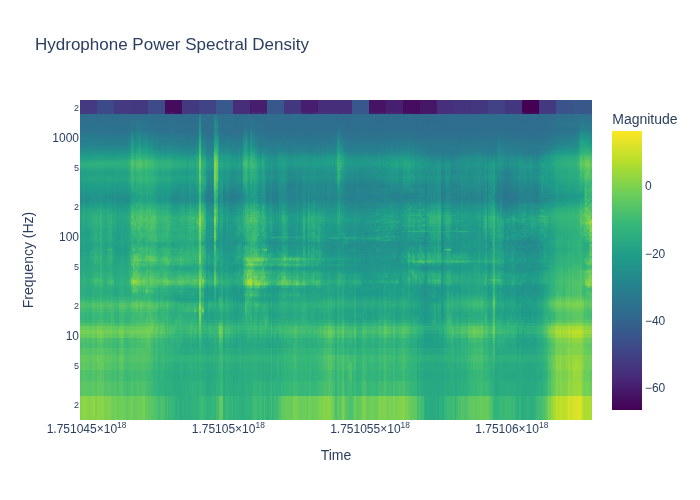 Hydrophone Power Spectral Density
Magnitude
2
1000
5
2
100
5
2
10
5
2
0
−20
−40
−60
Frequency (Hz)
1.751045×10¹⁸ 1.75105×10¹⁸ 1.751055×10¹⁸ 1.75106×10¹⁸
Time